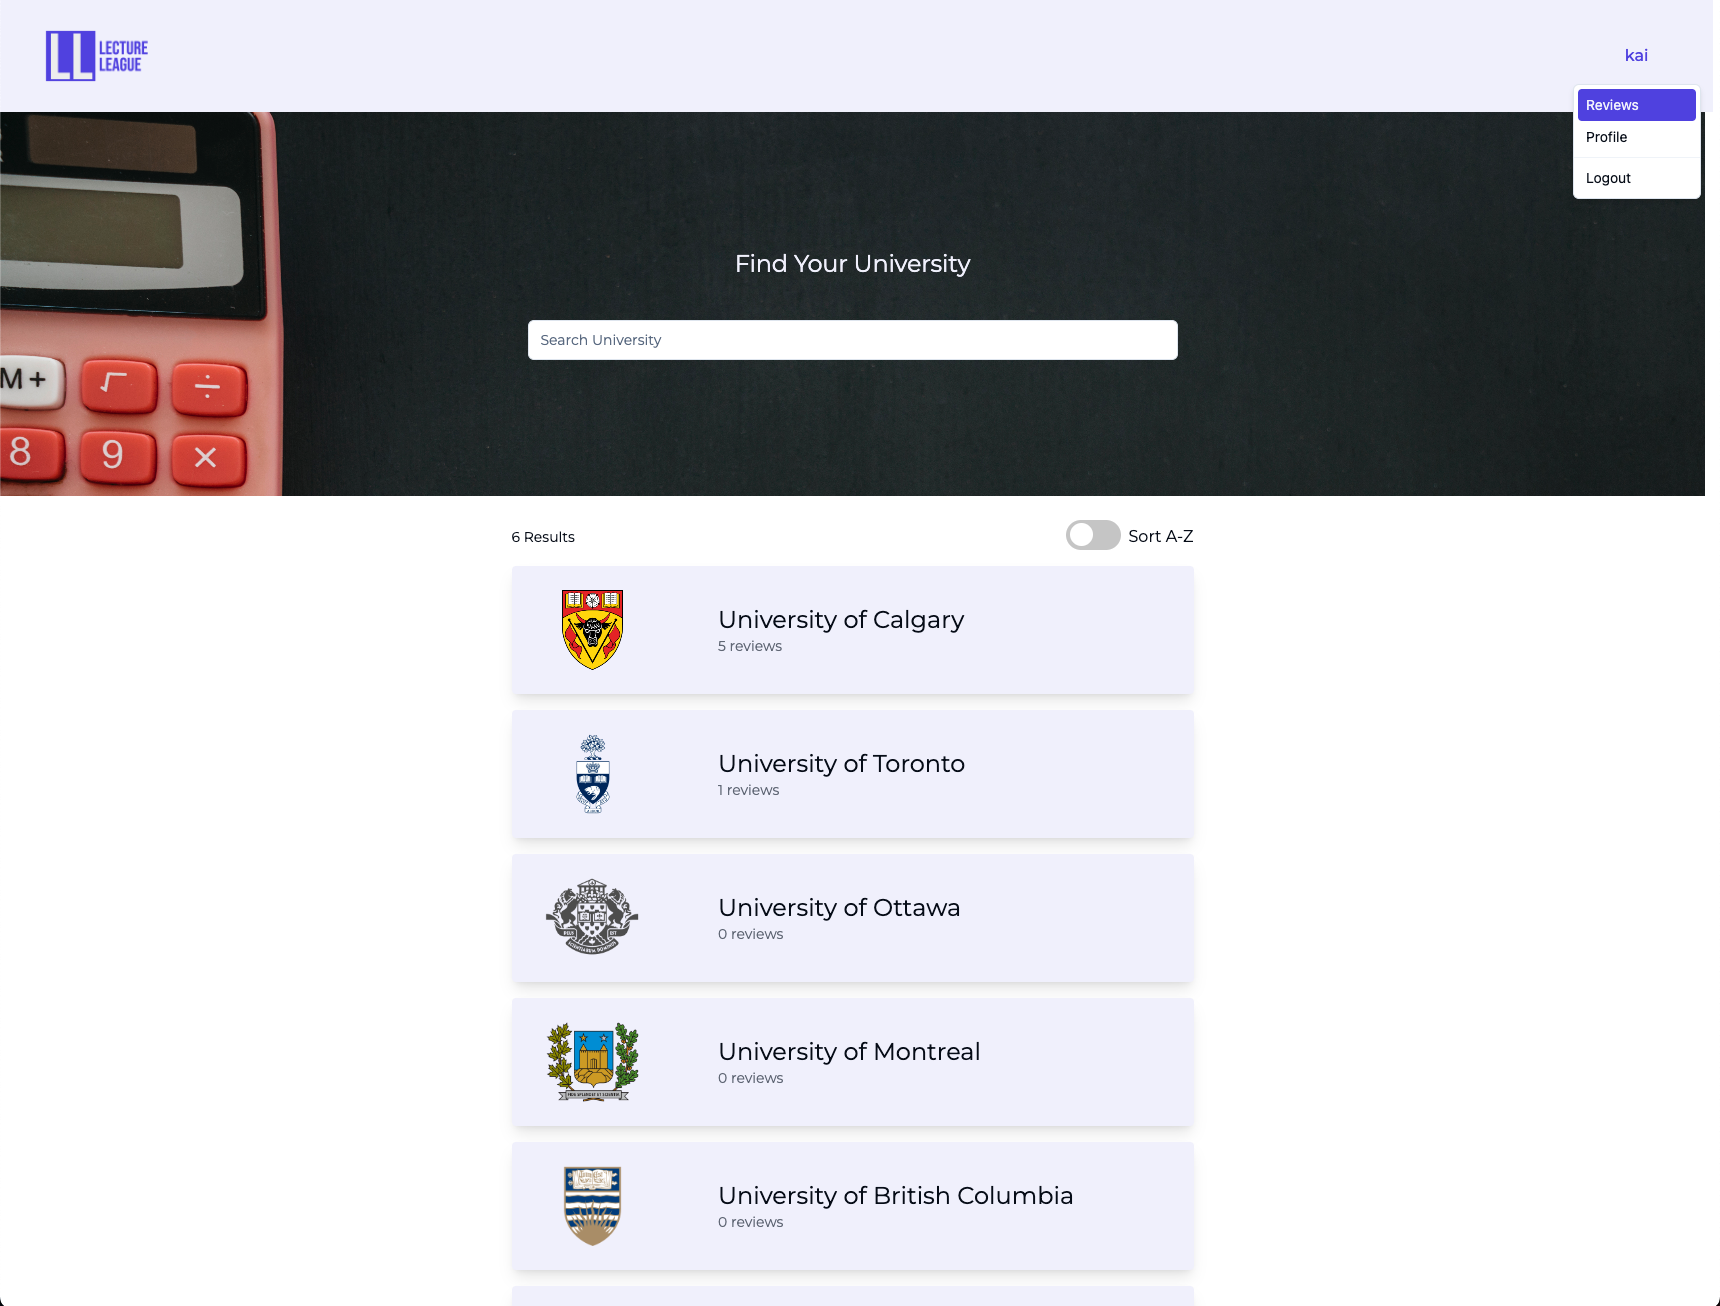 LECTURE
LEAGUE
kai
Reviews
Profile
Logout
Find Your University
Search University
M+
√
÷
8
9
×
6 Results
Sort A-Z
University of Calgary
5 reviews
University of Toronto
1 reviews
University of Ottawa
0 reviews
University of Montreal
0 reviews
University of British Columbia
0 reviews